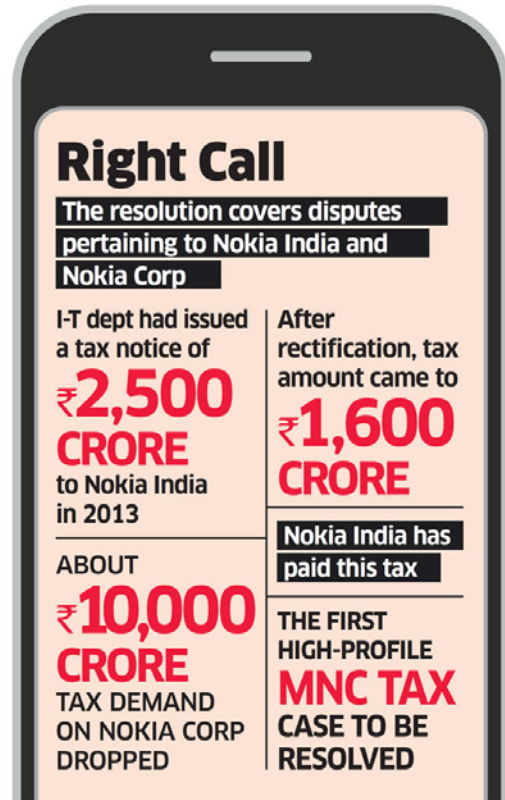 Right Call
The resolution covers disputes
pertaining to Nokia India and
Nokia Corp
I-T dept had issued
a tax notice of
₹2,500
CRORE
to Nokia India
in 2013
ABOUT
₹10,000
CRORE
TAX DEMAND
ON NOKIA CORP
DROPPED
After
rectification, tax
amount came to
₹1,600
CRORE
Nokia India has
paid this tax
THE FIRST
HIGH-PROFILE
MNC TAX
CASE TO BE
RESOLVED